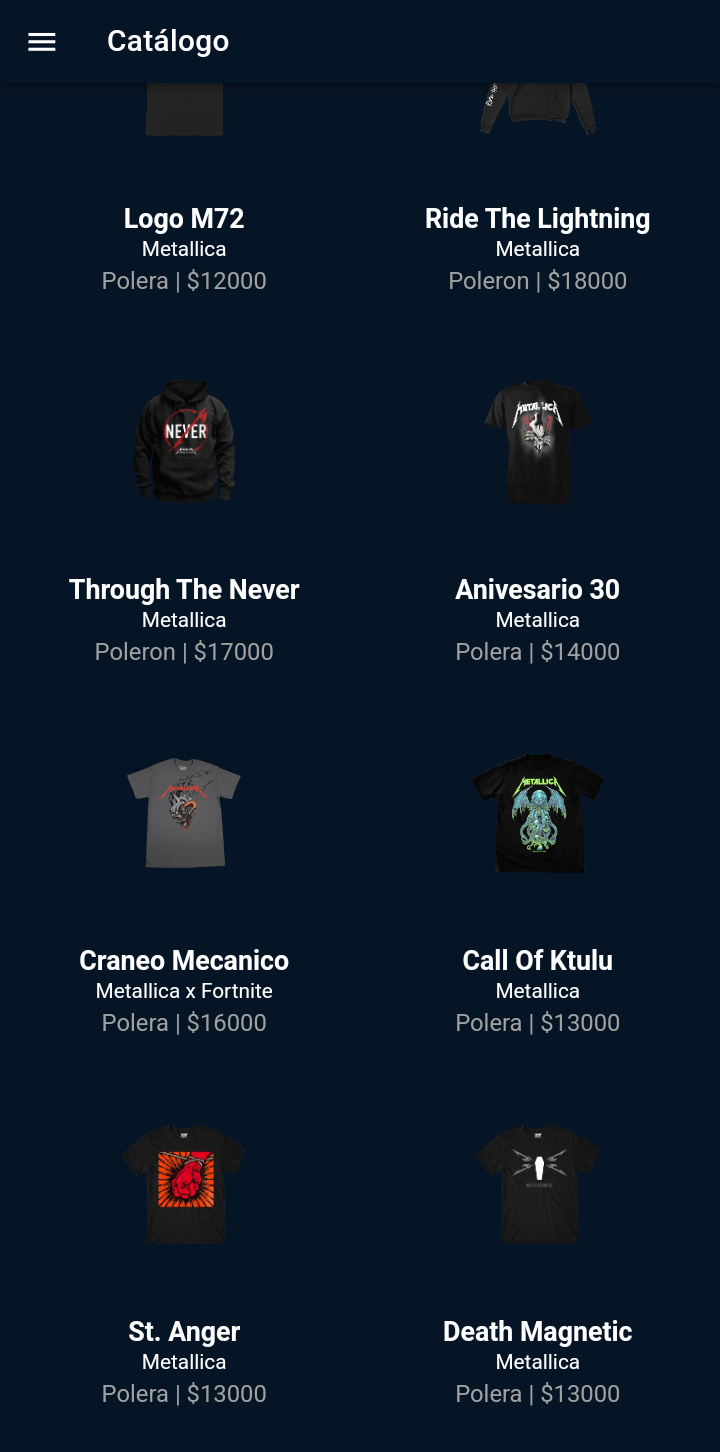 Catálogo
Logo M72
Metallica
Polera | $12000
Ride The Lightning
Metallica
Poleron | $18000
NEVER
METALLICA
Through The Never
Metallica
Poleron | $17000
Anivesario 30
Metallica
Polera | $14000
METALLICA
Craneo Mecanico
Metallica x Fortnite
Polera | $16000
Call Of Ktulu
Metallica
Polera | $13000
St. Anger
Metallica
Polera | $13000
Death Magnetic
Metallica
Polera | $13000